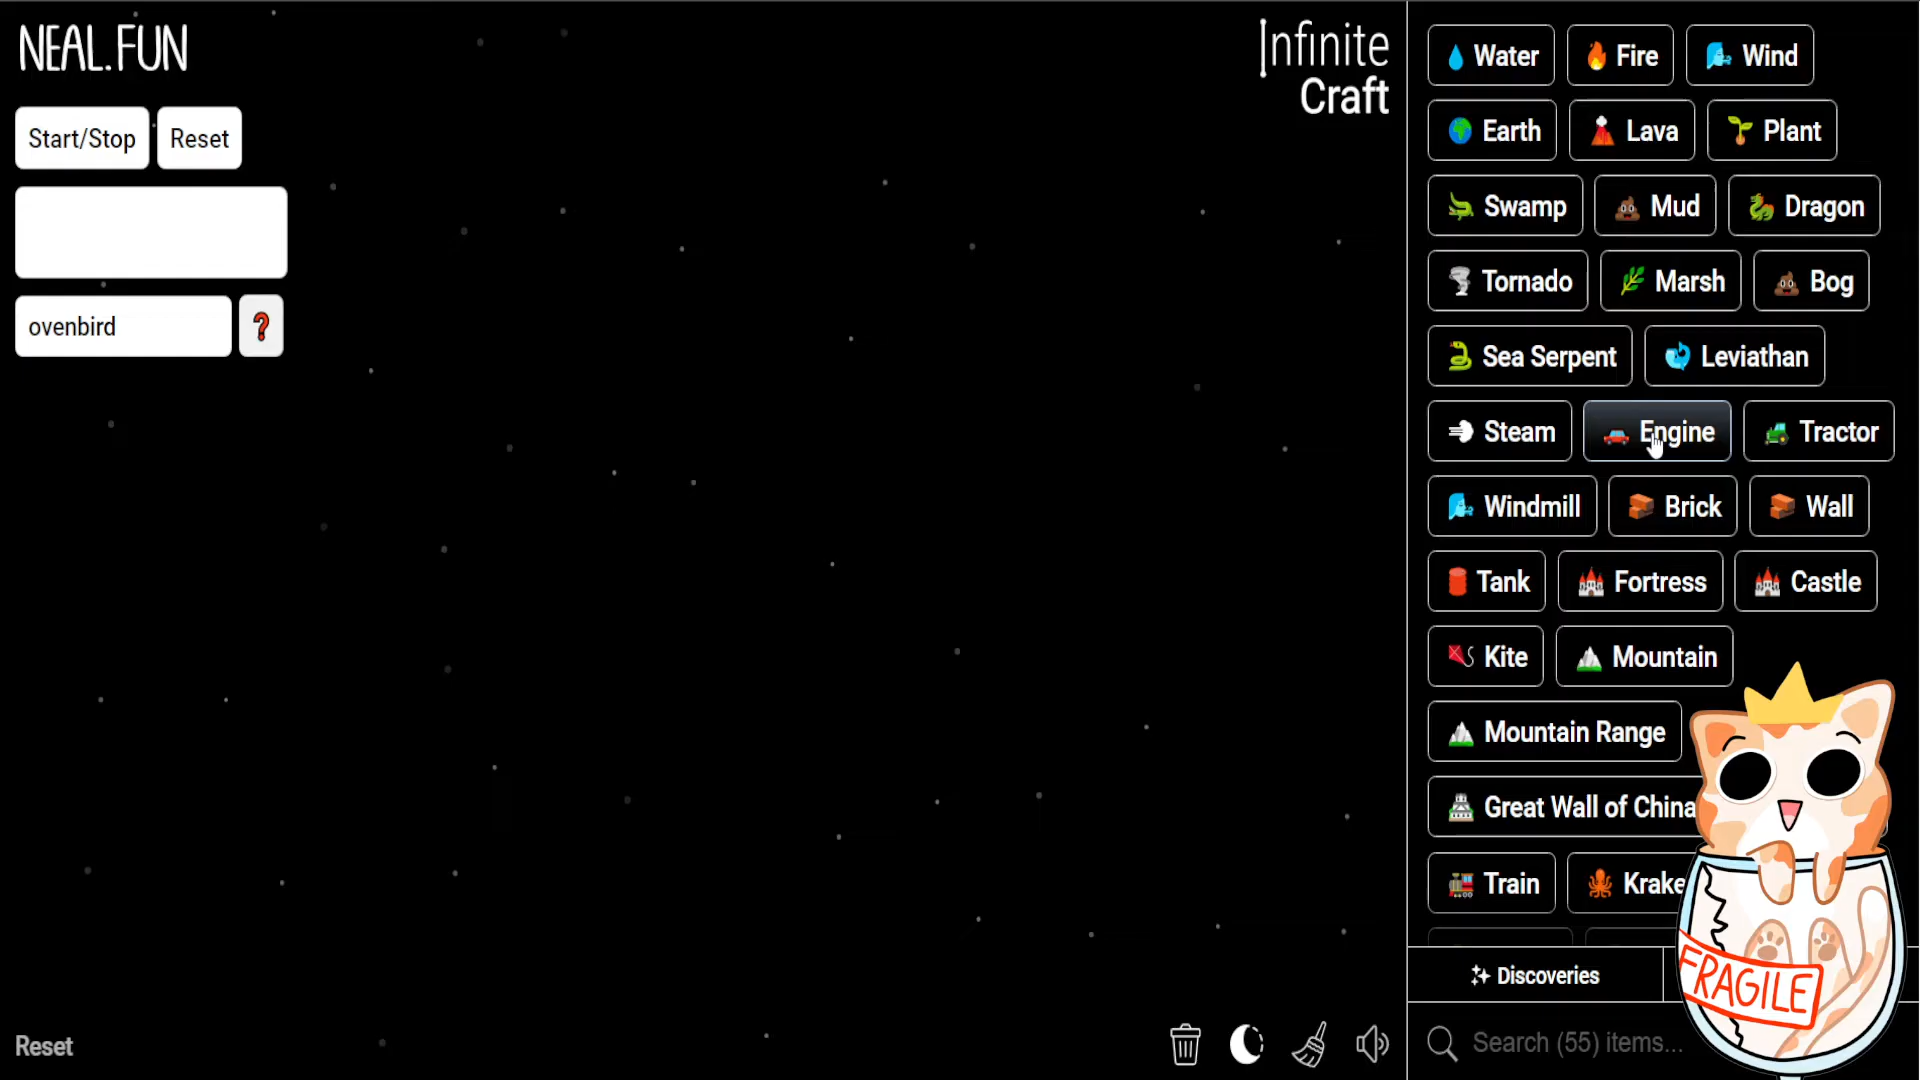 NEAL.FUN
Infinite
Craft
Start/Stop
Reset
ovenbird
Water
Fire
Wind
Earth
Lava
Plant
Swamp
Mud
Dragon
Tornado
Marsh
Bog
Sea Serpent
Leviathan
Steam
Engine
Tractor
Windmill
Brick
Wall
Tank
Fortress
Castle
Kite
Mountain
Mountain Range
Great Wall of China
Train
Krake
FRAGILE
Discoveries
Reset
Search (55) items...